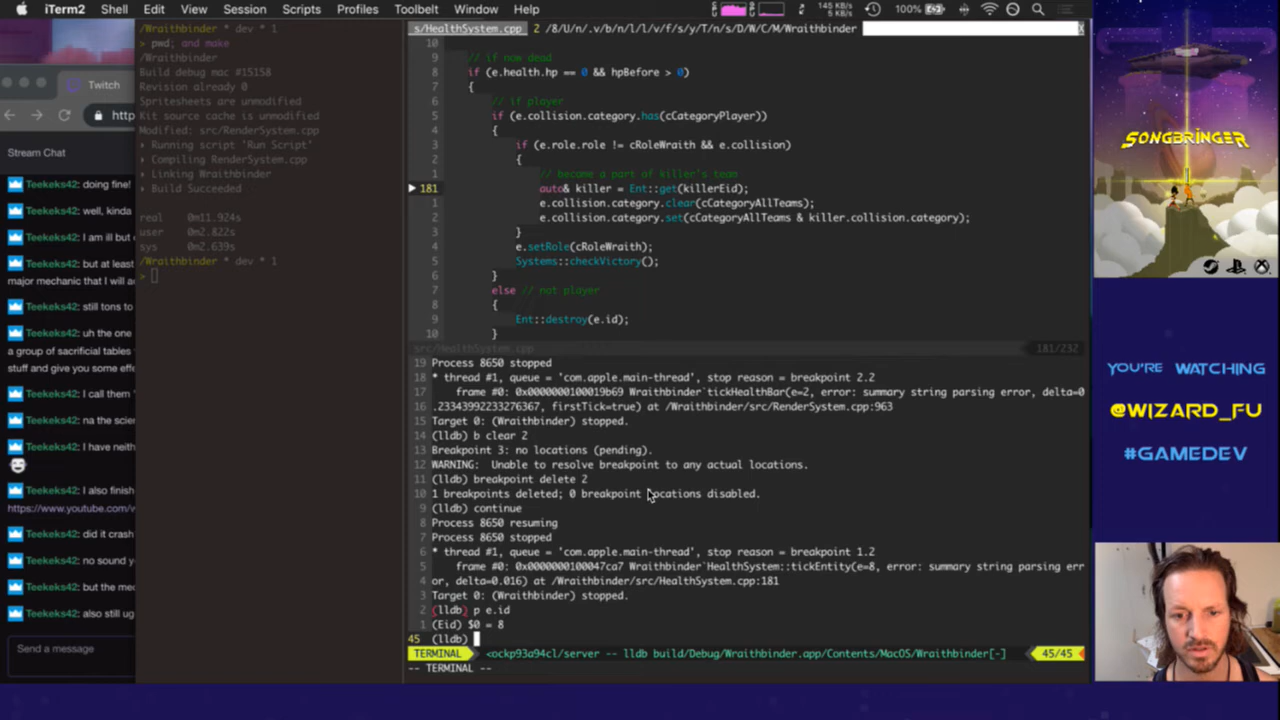 iTerm2 Shell Edit View Session Scripts Profiles Toolbelt Window Help
145 KB
5 KB
100%
/Wraithbinder * dev * 1
> pwd; and make
/Wraithbinder
Build debug mac #15158
Revision already 0
Spritesheets are unmodified
Kit source cache is unmodified
Modified: src/RenderSystem.cpp
▸ Running script 'Run Script'
▸ Compiling RenderSystem.cpp
▸ Linking Wraithbinder
▸ Build Succeeded
real 0m11.924s
user 0m2.822s
sys 0m2.639s
/Wraithbinder * dev * 1
>
Twitch
http
Stream Chat
Teekeks42: doing fine!
Teekeks42: well, kinda
Teekeks42: I am ill but
Teekeks42: but at least
major mechanic that I will a
Teekeks42: still tons to
Teekeks42: uh the one
a group of sacrificial tables
stuff and give you some effe
Teekeks42: I call them
Teekeks42: na the scien
Teekeks42: I have neith
Teekeks42: I also finish
https://www.youtube.com/v
Teekeks42: did it crash
Teekeks42: no sound y
Teekeks42: but the med
Teekeks42: also still ug
Send a message
s/HealthSystem.cpp 2 /8/U/n/.v/b/n/l/l/v/f/s/y/T/n/s/D/W/C/M/Wraithbinder X
10
9 // if now dead
8 if (e.health.hp == 0 && hpBefore > 0)
7 {
6 // if player
5 if (e.collision.category.has(cCategoryPlayer))
4 {
3 if (e.role.role != cRoleWraith && e.collision)
2 {
1 // became a part of killer's team
181 auto& killer = Ent::get(killerEid);
1 e.collision.category.clear(cCategoryAllTeams);
2 e.collision.category.set(cCategoryAllTeams & killer.collision.category);
3 }
4 e.setRole(cRoleWraith);
5 Systems::checkVictory();
6 }
7 else // not player
8 {
9 Ent::destroy(e.id);
10 }
src/HealthSystem.cpp 181/232
19 Process 8650 stopped
18 * thread #1, queue = 'com.apple.main-thread', stop reason = breakpoint 2.2
17 frame #0: 0x0000000100019b69 Wraithbinder`tickHealthBar(e=2, error: summary string parsing error, delta=0
16 .23343992233276367, firstTick=true) at /Wraithbinder/src/RenderSystem.cpp:963
15 Target 0: (Wraithbinder) stopped.
14 (lldb) b clear 2
13 Breakpoint 3: no locations (pending).
12 WARNING: Unable to resolve breakpoint to any actual locations.
11 (lldb) breakpoint delete 2
10 1 breakpoints deleted; 0 breakpoint locations disabled.
9 (lldb) continue
8 Process 8650 resuming
7 Process 8650 stopped
6 * thread #1, queue = 'com.apple.main-thread', stop reason = breakpoint 1.2
5 frame #0: 0x0000000100047ca7 Wraithbinder`HealthSystem::tickEntity(e=8, error: summary string parsing err
4 or, delta=0.016) at /Wraithbinder/src/HealthSystem.cpp:181
3 Target 0: (Wraithbinder) stopped.
2 (lldb) p e.id
1 (Eid) $0 = 8
45 (lldb)
TERMINAL <ockp93a94cl/server -- lldb build/Debug/Wraithbinder.app/Contents/MacOS/Wraithbinder[-] 45/45
-- TERMINAL --
SONGBRINGER
YOU'RE WATCHING
@WIZARD_FU
#GAMEDEV